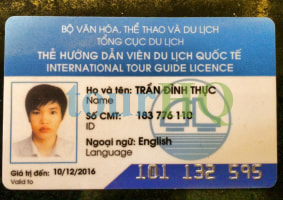 BỘ VĂN HÓA, THỂ THAO VÀ DU LỊCH
TỔNG CỤC DU LỊCH
THẺ HƯỚNG DẪN VIÊN DU LỊCH QUỐC TẾ
INTERNATIONAL TOUR GUIDE LICENCE
Họ và tên: TRẦN ĐÌNH THỤC
Name
Số CMT: 183 776 110
ID
Ngoại ngữ: English
Language
Giá trị đến: 10/12/2016
Valid to
101 132 595